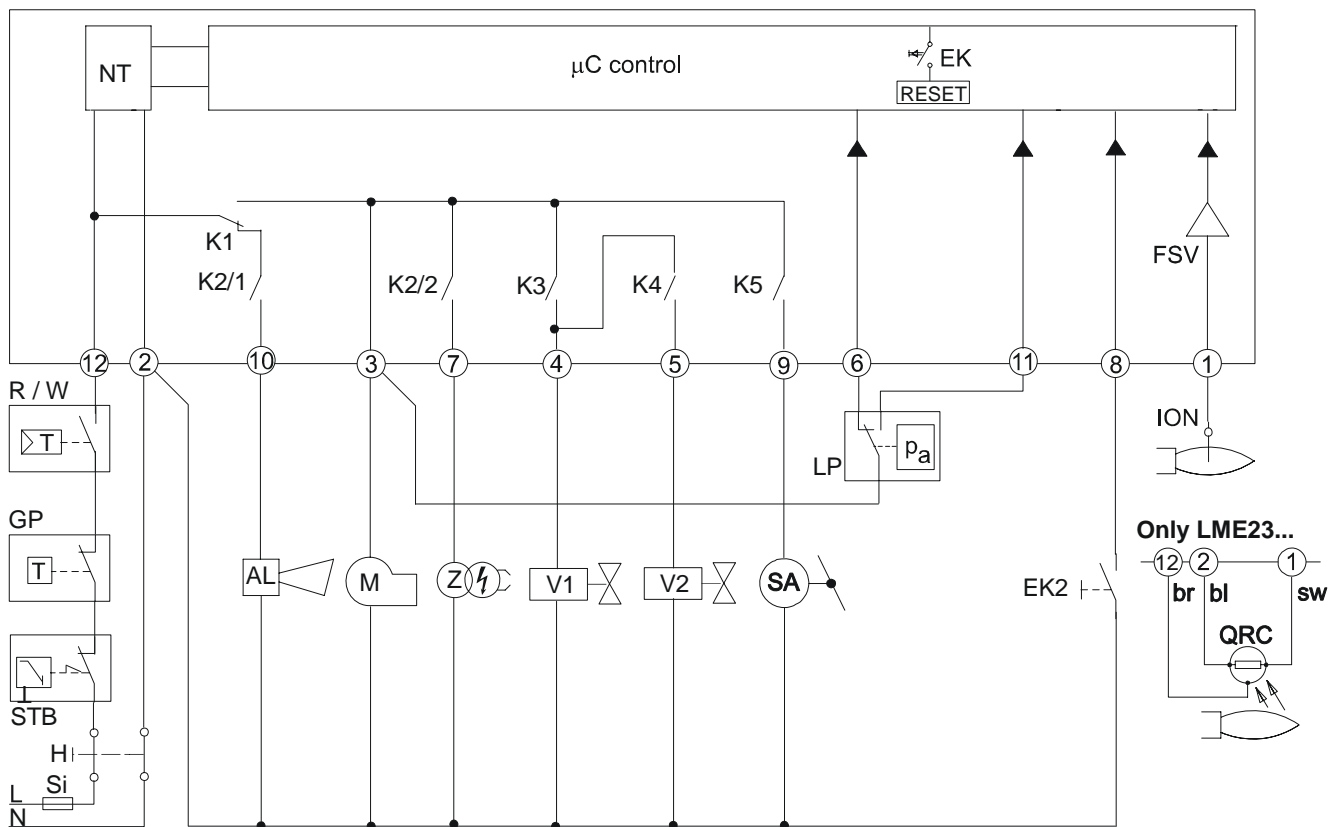 NT
μC control
EK
RESET
K1
K2/1
K2/2
K3
K4
K5
FSV
12
2
10
3
7
4
5
9
6
11
8
1
R / W
T
LP
pa
ION
GP
T
AL
M
Z
V1
V2
SA
EK2
Only LME23...
12
2
1
br
bl
sw
QRC
STB
H
Si
L
N